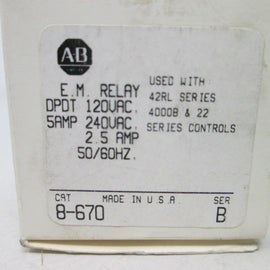 AB
E.M. RELAY
DPDT 120VAC.
5AMP 240VAC.
2.5 AMP
50/60HZ.
USED WITH
42RL SERIES
4000B & 22
SERIES CONTROLS
CAT MADE IN U.S.A. SER
8-670 B